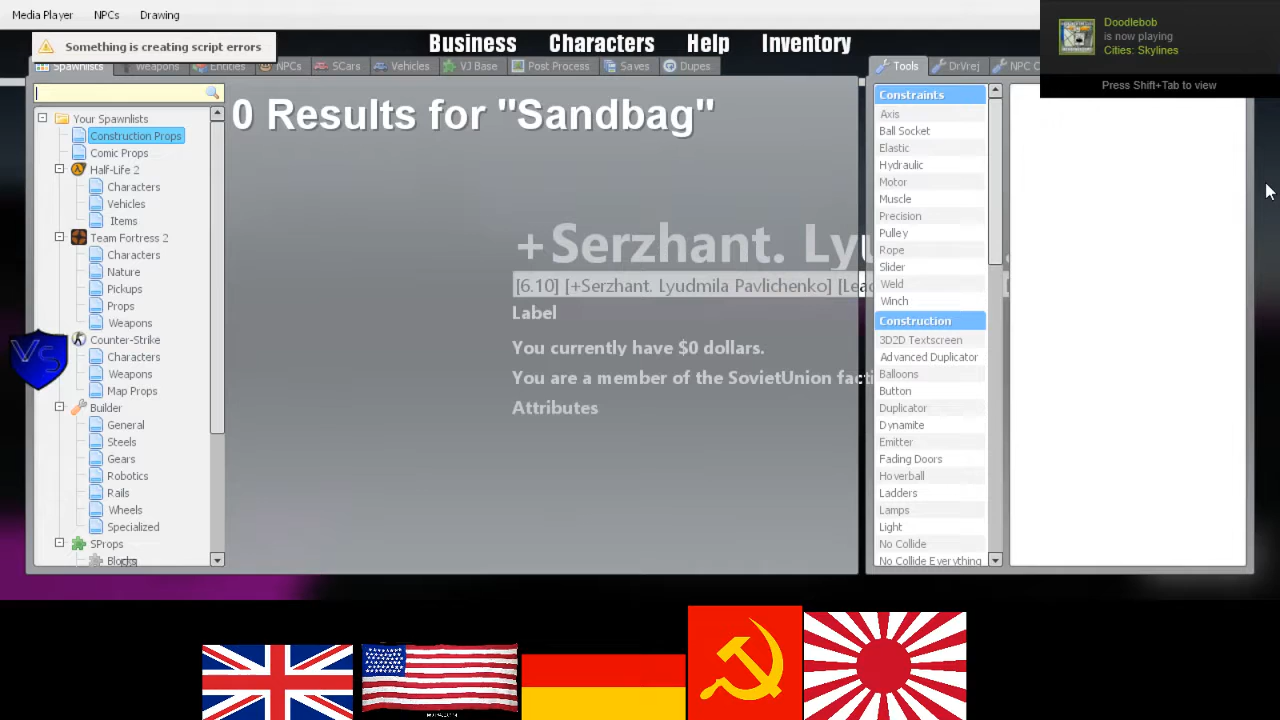 Media Player NPCs Drawing
Something is creating script errors
Business Characters Help Inventory
Doodlebob
is now playing
Cities: Skylines
Press Shift+Tab to view
Spawnlists Weapons Entities NPCs SCars Vehicles VJ Base Post Process Saves Dupes
Tools DrVrej NPC
0 Results for "Sandbag"
Your Spawnlists
Construction Props
Comic Props
Half-Life 2
Characters
Vehicles
Items
Team Fortress 2
Characters
Nature
Pickups
Props
Weapons
Counter-Strike
Characters
Weapons
Map Props
Builder
General
Steels
Gears
Robotics
Rails
Wheels
Specialized
SProps
Blocks
VS
+Serzhant. Lyu
[6.10] [+Serzhant. Lyudmila Pavlichenko] [Lea
Label
You currently have $0 dollars.
You are a member of the SovietUnion facti
Attributes
Constraints
Axis
Ball Socket
Elastic
Hydraulic
Motor
Muscle
Precision
Pulley
Rope
Slider
Weld
Winch
Construction
3D2D Textscreen
Advanced Duplicator
Balloons
Button
Duplicator
Dynamite
Emitter
Fading Doors
Hoverball
Ladders
Lamps
Light
No Collide
No Collide Everything